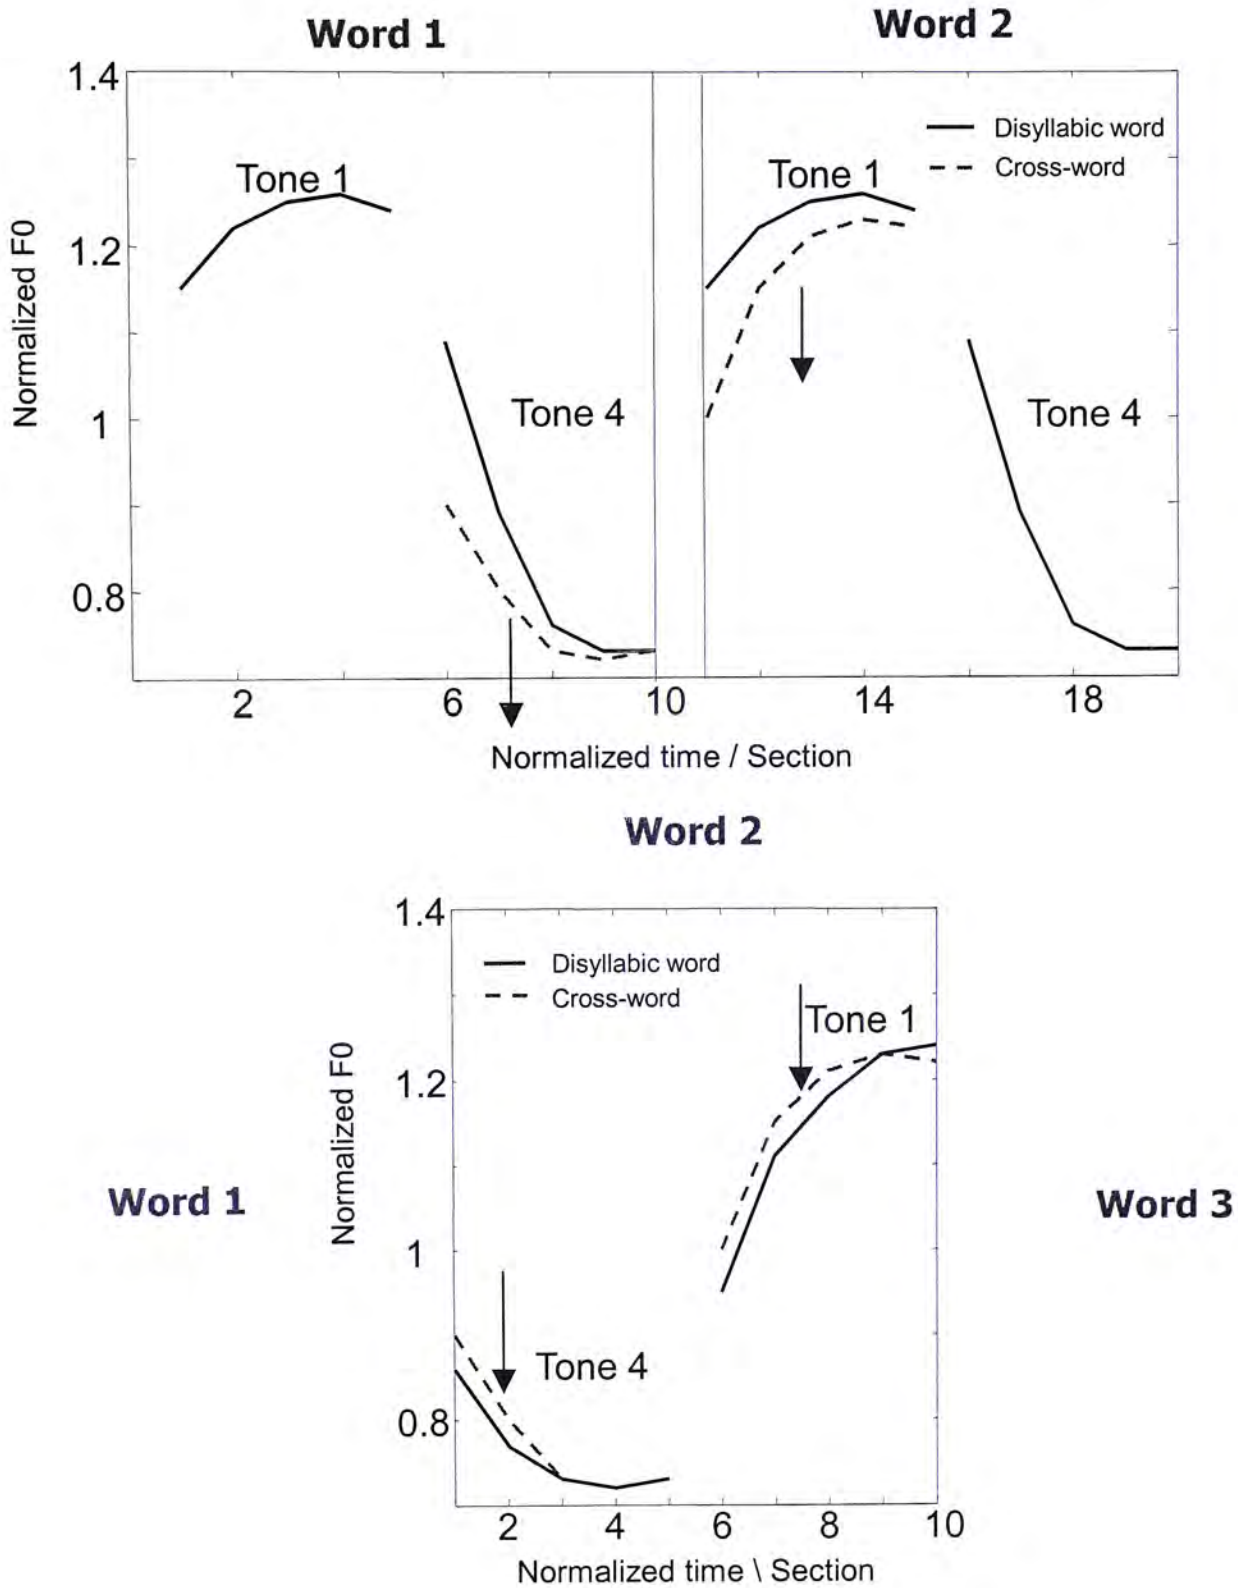 Word 1
Word 2
1.4
Disyllabic word
Cross-word
Tone 1
Tone 1
1.2
Normalized F0
1
Tone 4
Tone 4
0.8
2 6 10 14 18
Normalized time / Section
Word 2
1.4
Disyllabic word
Cross-word
Tone 1
1.2
Normalized F0
Word 1
Word 3
1
Tone 4
0.8
2 4 6 8 10
Normalized time \ Section